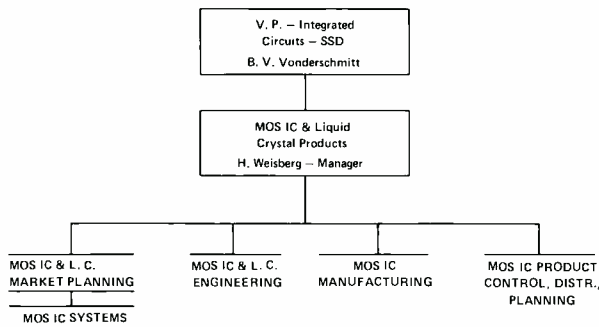 V. P. – Integrated
Circuits – SSD
B. V. Vonderschmitt
MOS IC & Liquid
Crystal Products
H. Weisberg – Manager
MOS IC & L. C.
MARKET PLANNING
MOS IC SYSTEMS
MOS IC & L. C.
ENGINEERING
MOS IC
MANUFACTURING
MOS IC PRODUCT
CONTROL, DISTR.,
PLANNING